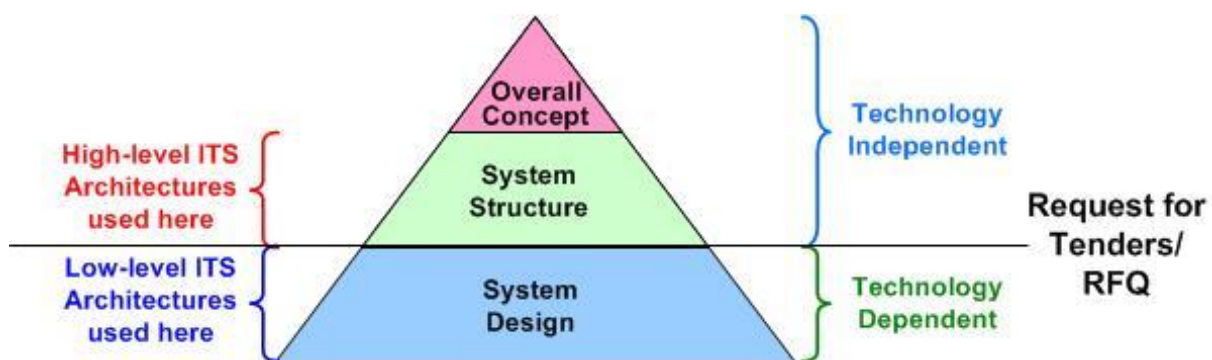 Overall
Concept
High-level ITS
Architectures
used here
System
Structure
Technology
Independent
Request for
Tenders/
RFQ
Low-level ITS
Architectures
used here
System
Design
Technology
Dependent